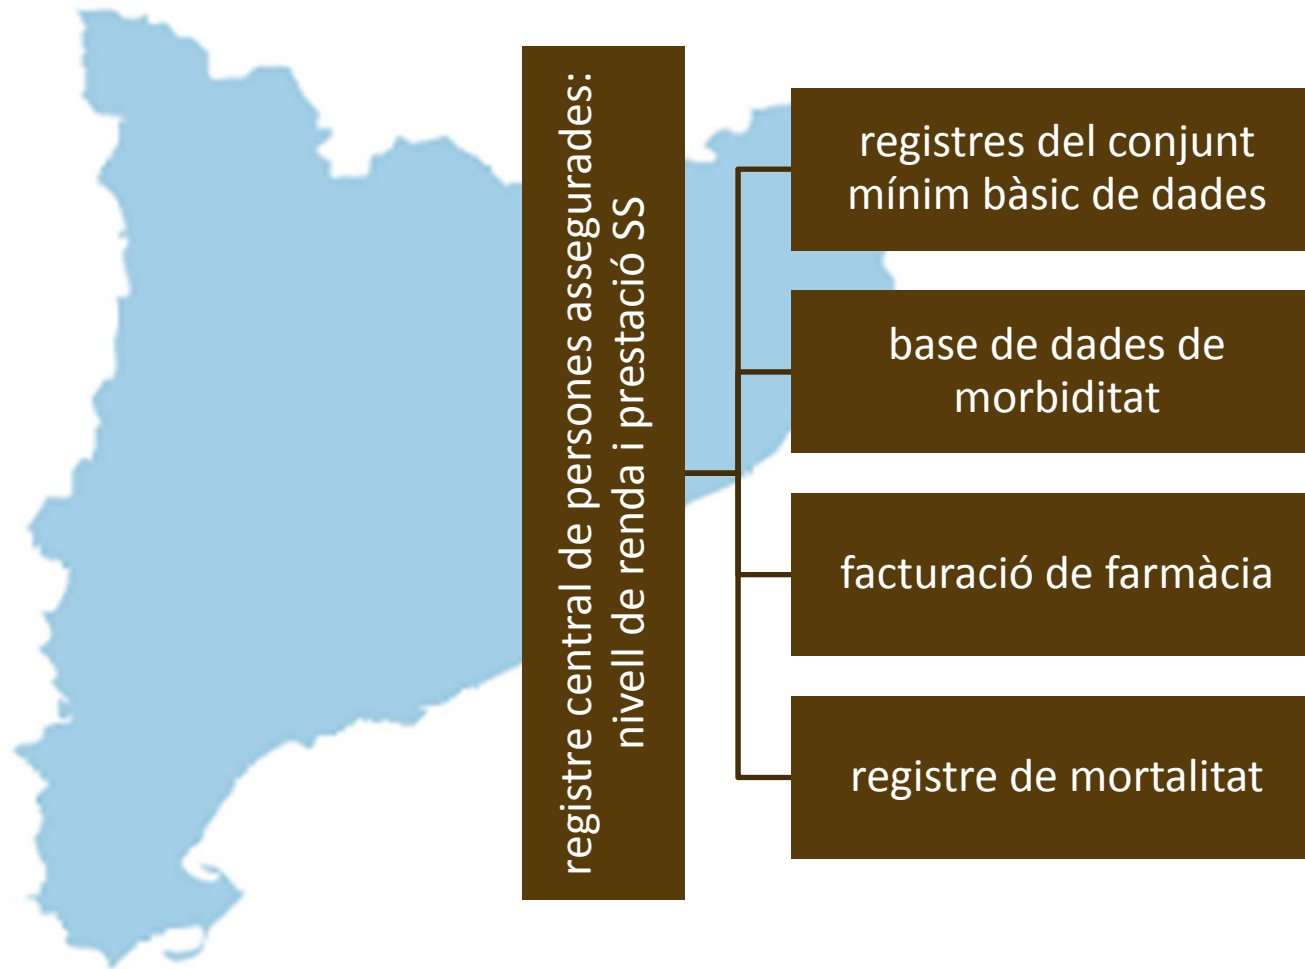 registre central de persones assegurades:
nivell de renda i prestació SS
registres del conjunt
mínim bàsic de dades
base de dades de
morbiditat
facturació de farmàcia
registre de mortalitat